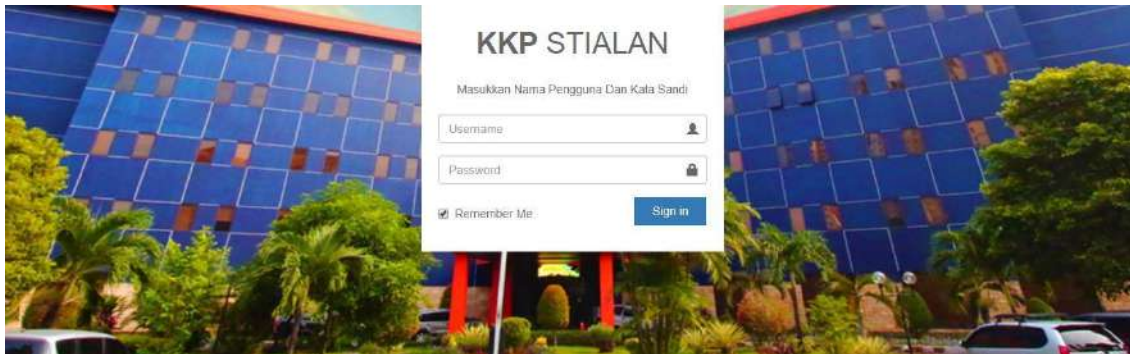 KKP STIALAN
Masukkan Nama Pengguna Dan Kata Sandi
Username
Password
Remember Me
Sign in